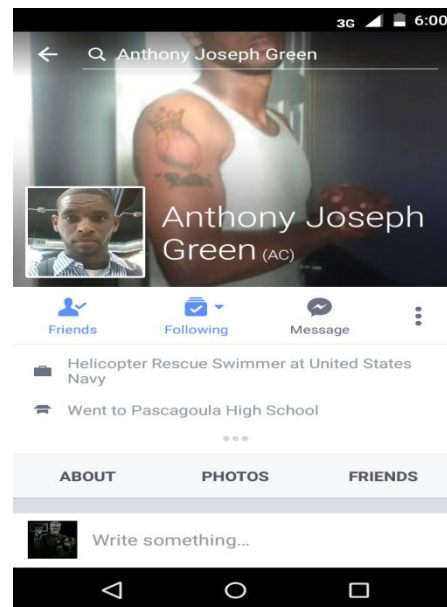 3G 6:00
Anthony Joseph Green
Anthony Joseph
Green (AC)
Friends
Following
Message
Helicopter Rescue Swimmer at United States
Navy
Went to Pascagoula High School
ABOUT PHOTOS FRIENDS
Write something...